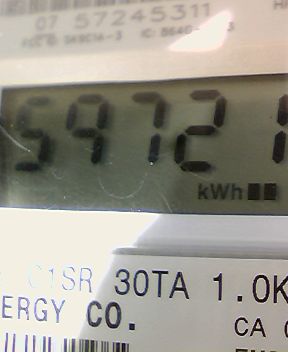 07 57245311
59721
kWh
C1SR 30TA 1.0K
ERGY CO.
CA